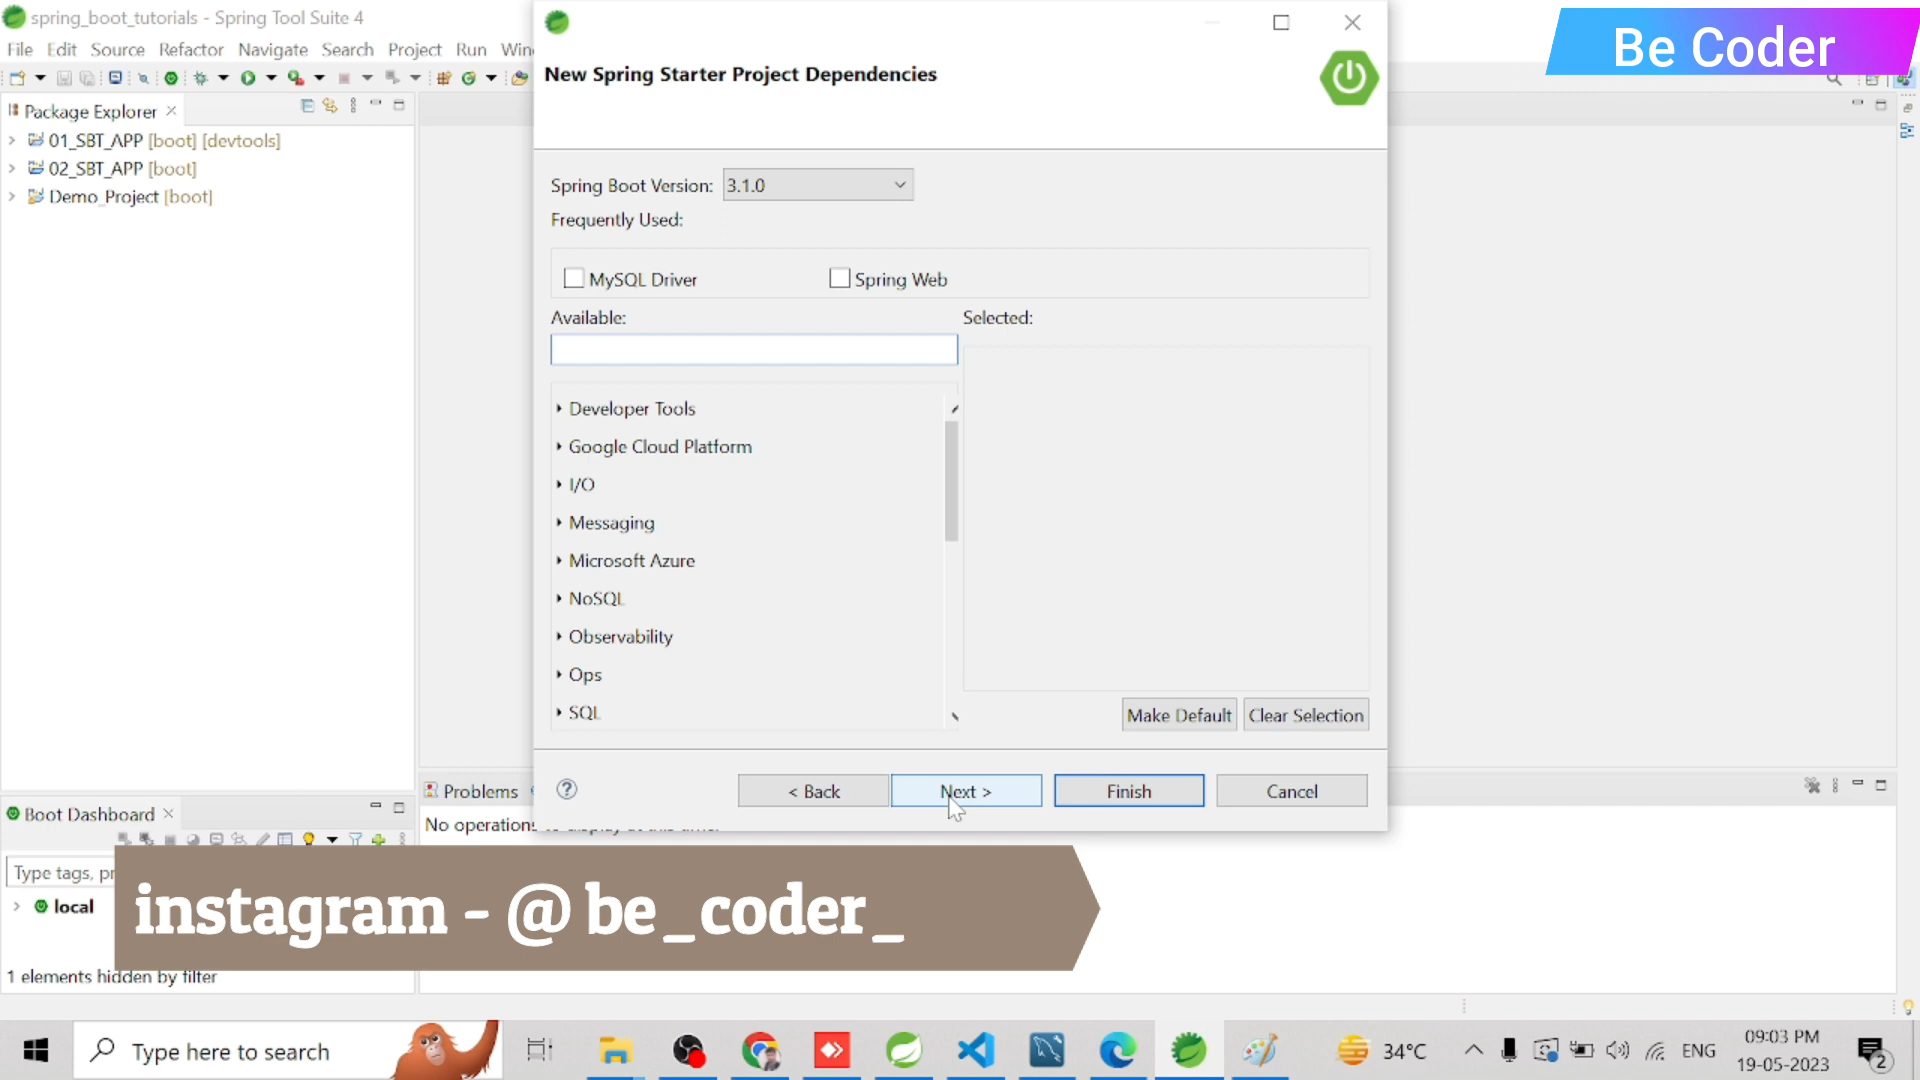 spring_boot_tutorials - Spring Tool Suite 4
File Edit Source Refactor Navigate Search Project Run
Be Coder
New Spring Starter Project Dependencies
Package Explorer
01_SBT_APP [boot] [devtools]
02_SBT_APP [boot]
Demo_Project [boot]
Spring Boot Version: 3.1.0
Frequently Used:
MySQL Driver Spring Web
Available: Selected:
Developer Tools
Google Cloud Platform
I/O
Messaging
Microsoft Azure
NoSQL
Observability
Ops
SQL
Make Default Clear Selection
< Back Next > Finish Cancel
Problems
No operations
Boot Dashboard
Type tags,
local
instagram - @ be_coder_
1 elements hidden by filter
Type here to search
34°C
ENG
09:03 PM
19-05-2023
2